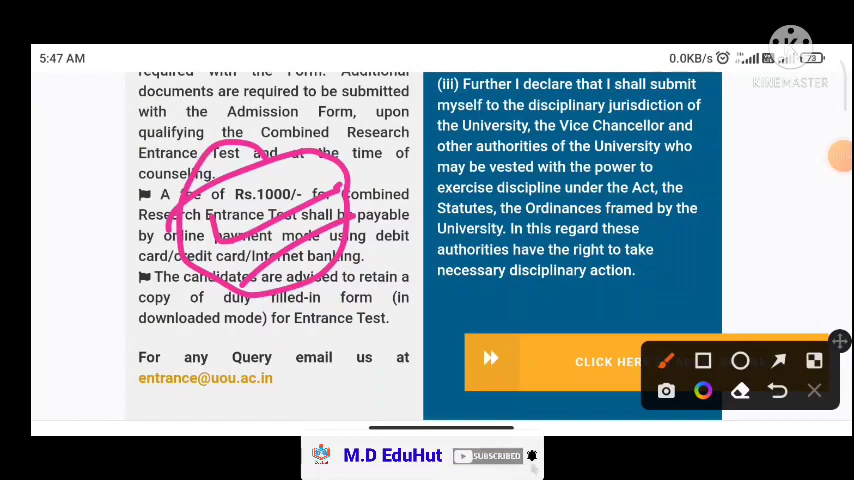 5:47 AM
0.0KB/s
73
KINEMASTER
required with the Form. Additional
documents are required to be submitted
with the Admission Form, upon
qualifying the Combined Research
Entrance Test and at the time of
counseling.
A fee of Rs.1000/- for Combined
Research Entrance Test shall be payable
by online payment mode using debit
card/credit card/Internet banking.
The candidates are advised to retain a
copy of duly filled-in form (in
downloaded mode) for Entrance Test.
For any Query email us at
entrance@uou.ac.in
(iii) Further I declare that I shall submit
myself to the disciplinary jurisdiction of
the University, the Vice Chancellor and
other authorities of the University who
may be vested with the power to
exercise discipline under the Act, the
Statutes, the Ordinances framed by the
University. In this regard these
authorities have the right to take
necessary disciplinary action.
CLICK HERE
M.D EduHut
SUBSCRIBED